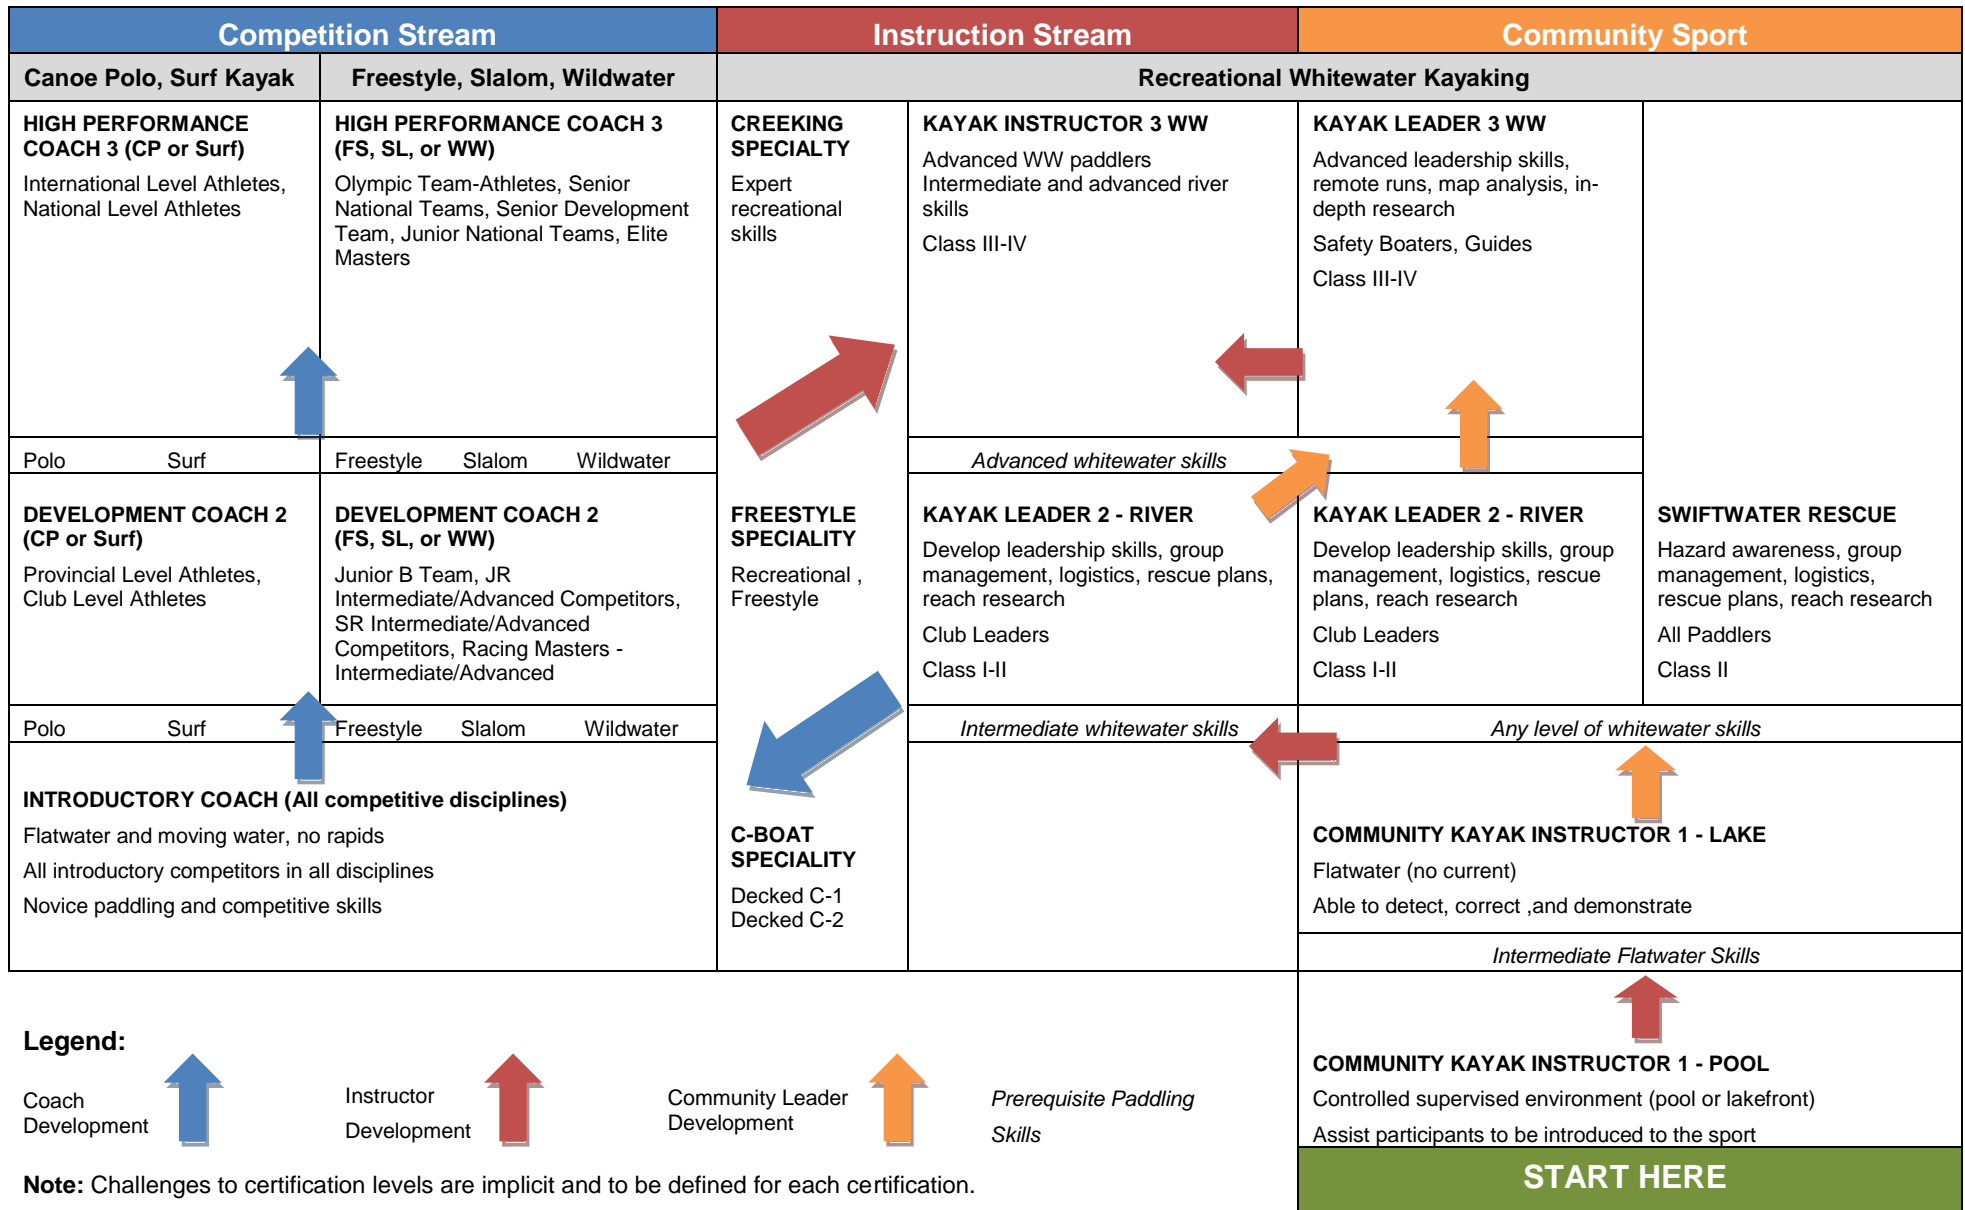 Competition Stream
Instruction Stream
Community Sport
Canoe Polo, Surf Kayak
Freestyle, Slalom, Wildwater
Recreational Whitewater Kayaking
HIGH PERFORMANCE
COACH 3 (CP or Surf)
International Level Athletes,
National Level Athletes
HIGH PERFORMANCE COACH 3
(FS, SL, or WW)
Olympic Team-Athletes, Senior
National Teams, Senior Development
Team, Junior National Teams, Elite
Masters
CREEKING
SPECIALTY
Expert
recreational
skills
KAYAK INSTRUCTOR 3 WW
Advanced WW paddlers
Intermediate and advanced river
skills
Class III-IV
KAYAK LEADER 3 WW
Advanced leadership skills,
remote runs, map analysis, in-
depth research
Safety Boaters, Guides
Class III-IV
Polo Surf
Freestyle Slalom Wildwater
Advanced whitewater skills
DEVELOPMENT COACH 2
(CP or Surf)
Provincial Level Athletes,
Club Level Athletes
DEVELOPMENT COACH 2
(FS, SL, or WW)
Junior B Team, JR
Intermediate/Advanced Competitors,
SR Intermediate/Advanced
Competitors, Racing Masters -
Intermediate/Advanced
FREESTYLE
SPECIALITY
Recreational ,
Freestyle
KAYAK LEADER 2 - RIVER
Develop leadership skills, group
management, logistics, rescue plans,
reach research
Club Leaders
Class I-II
KAYAK LEADER 2 - RIVER
Develop leadership skills, group
management, logistics, rescue
plans, reach research
Club Leaders
Class I-II
SWIFTWATER RESCUE
Hazard awareness, group
management, logistics,
rescue plans, reach research
All Paddlers
Class II
Polo Surf
Freestyle Slalom Wildwater
Intermediate whitewater skills
Any level of whitewater skills
INTRODUCTORY COACH (All competitive disciplines)
Flatwater and moving water, no rapids
All introductory competitors in all disciplines
Novice paddling and competitive skills
C-BOAT
SPECIALITY
Decked C-1
Decked C-2
COMMUNITY KAYAK INSTRUCTOR 1 - LAKE
Flatwater (no current)
Able to detect, correct ,and demonstrate
Intermediate Flatwater Skills
COMMUNITY KAYAK INSTRUCTOR 1 - POOL
Controlled supervised environment (pool or lakefront)
Assist participants to be introduced to the sport
START HERE
Legend:
Coach
Development
Instructor
Development
Community Leader
Development
Prerequisite Paddling
Skills
Note: Challenges to certification levels are implicit and to be defined for each certification.